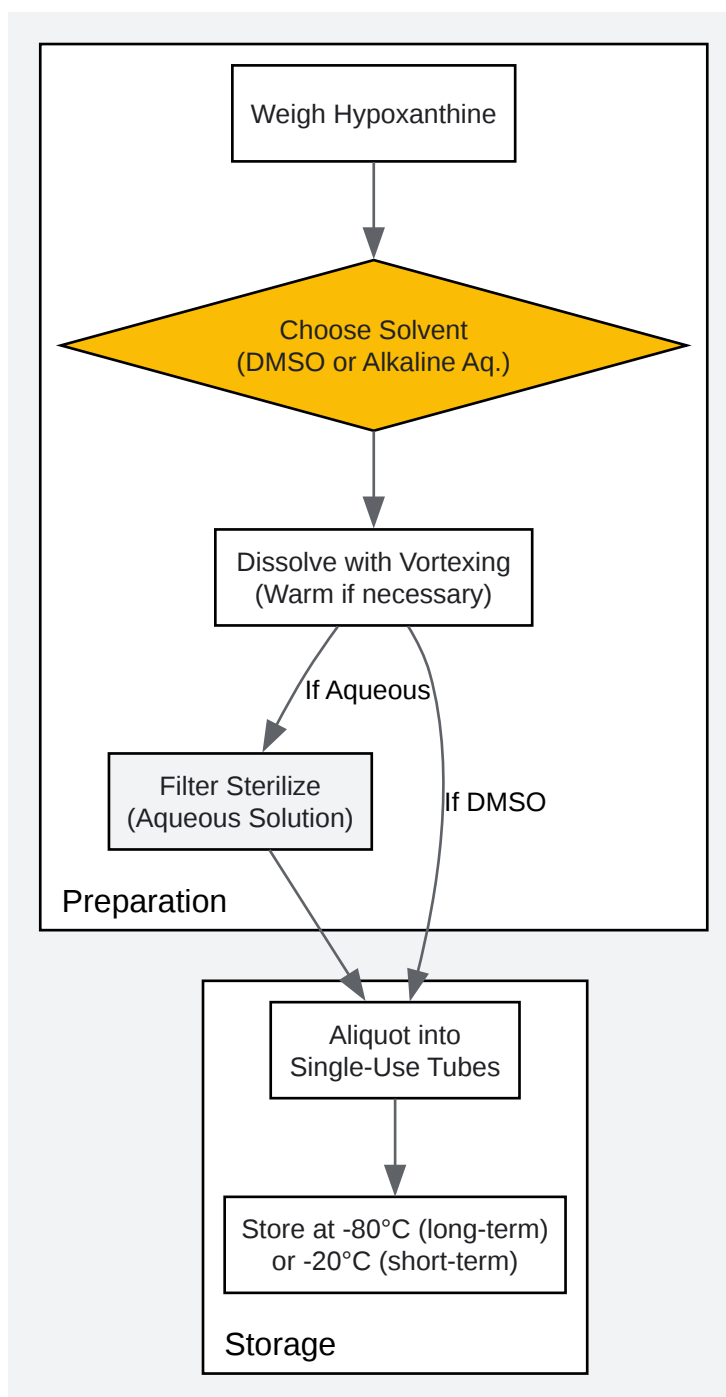 Weigh Hypoxanthine
Choose Solvent
(DMSO or Alkaline Aq.)
Dissolve with Vortexing
(Warm if necessary)
If Aqueous
Filter Sterilize
(Aqueous Solution)
If DMSO
Preparation
Aliquot into
Single-Use Tubes
Store at -80°C (long-term)
or -20°C (short-term)
Storage